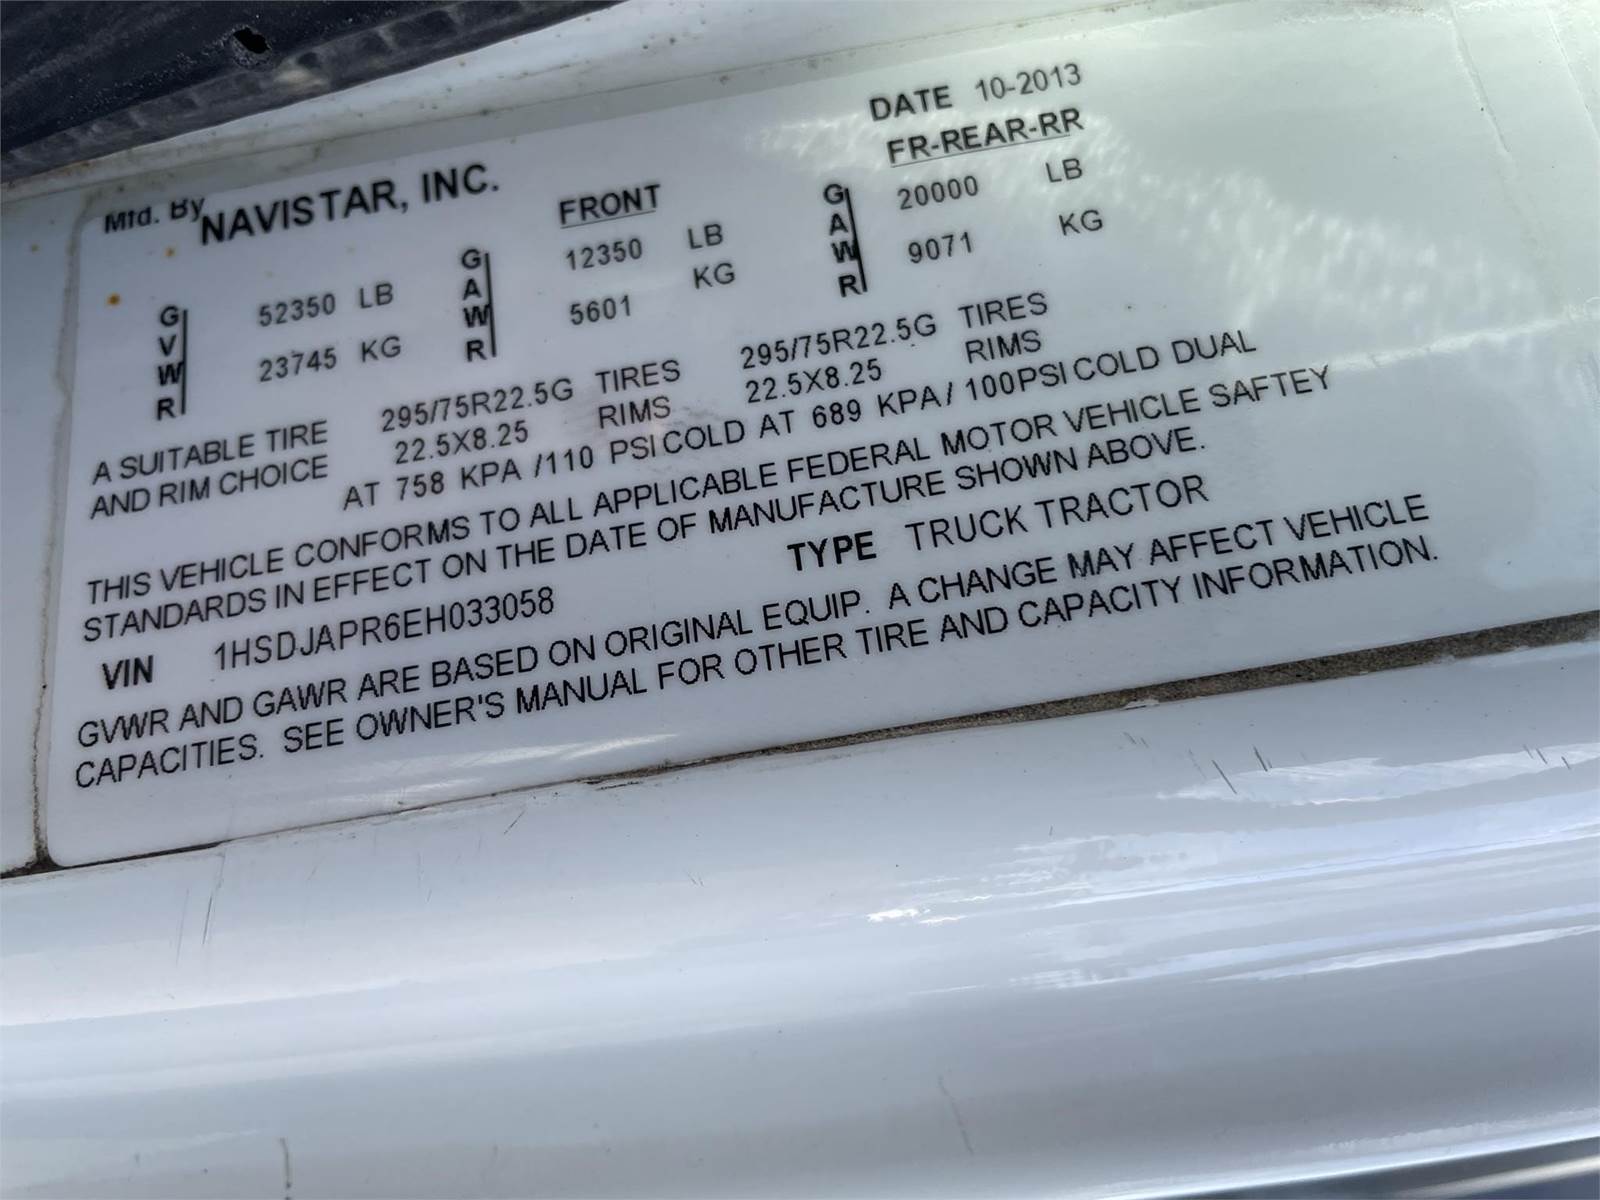 DATE 10-2013
Mfd. By NAVISTAR, INC. FRONT FR-REAR-RR
GVWR 52350 LB GAWR 12350 LB GAWR 20000 LB
23745 KG 5601 KG 9071 KG
A SUITABLE TIRE 295/75R22.5G TIRES 295/75R22.5G TIRES
AND RIM CHOICE 22.5X8.25 RIMS 22.5X8.25 RIMS
AT 758 KPA /110 PSI COLD AT 689 KPA/ 100PSI COLD DUAL
THIS VEHICLE CONFORMS TO ALL APPLICABLE FEDERAL MOTOR VEHICLE SAFTEY
STANDARDS IN EFFECT ON THE DATE OF MANUFACTURE SHOWN ABOVE.
VIN 1HSDJAPR6EH033058 TYPE TRUCK TRACTOR
GVWR AND GAWR ARE BASED ON ORIGINAL EQUIP. A CHANGE MAY AFFECT VEHICLE
CAPACITIES. SEE OWNER'S MANUAL FOR OTHER TIRE AND CAPACITY INFORMATION.